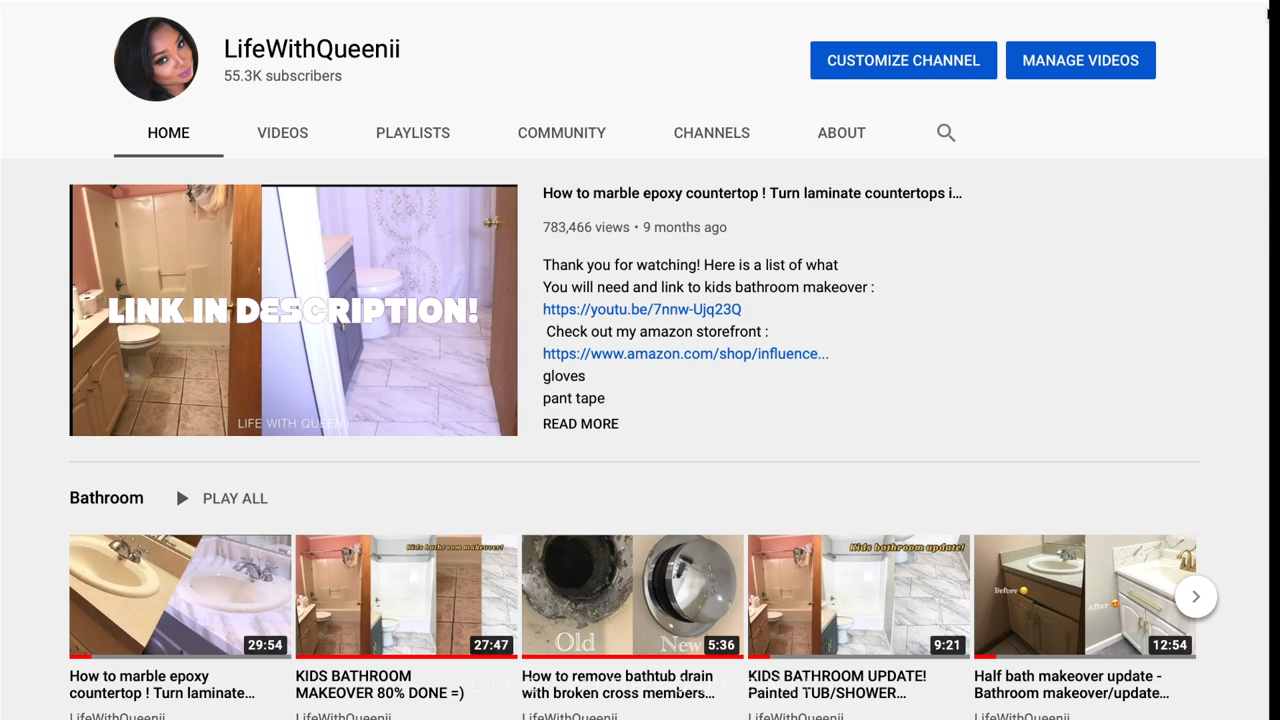 LifeWithQueenii
55.3K subscribers
CUSTOMIZE CHANNEL
MANAGE VIDEOS
HOME
VIDEOS
PLAYLISTS
COMMUNITY
CHANNELS
ABOUT
LINK IN DESCRIPTION!
LIFE WITH QUEENII
How to marble epoxy countertop ! Turn laminate countertops i...
783,466 views • 9 months ago
Thank you for watching! Here is a list of what
You will need and link to kids bathroom makeover :
https://youtu.be/7nnw-Ujq23Q
Check out my amazon storefront :
https://www.amazon.com/shop/influence...
gloves
pant tape
READ MORE
Bathroom
PLAY ALL
29:54
How to marble epoxy
countertop ! Turn laminate...
LifeWithQueenii
Kids bathroom makeover!
27:47
KIDS BATHROOM
MAKEOVER 80% DONE =)
LifeWithQueenii
Old
New
5:36
How to remove bathtub drain
with broken cross members...
LifeWithQueenii
Kids bathroom update!
9:21
KIDS BATHROOM UPDATE!
Painted TUB/SHOWER...
LifeWithQueenii
Before
After
12:54
Half bath makeover update -
Bathroom makeover/update...
LifeWithQueenii